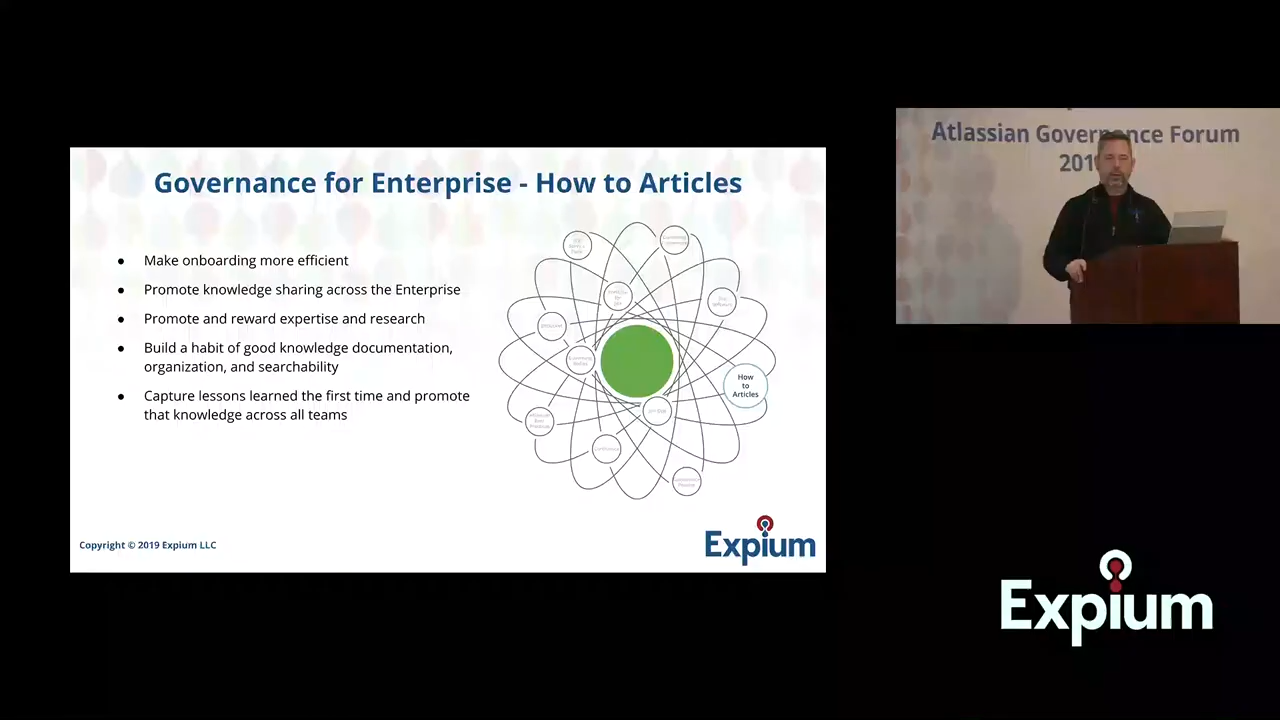 Governance for Enterprise - How to Articles
● Make onboarding more efficient
● Promote knowledge sharing across the Enterprise
● Promote and reward expertise and research
● Build a habit of good knowledge documentation,
organization, and searchability
● Capture lessons learned the first time and promote
that knowledge across all teams
How
to
Articles
Copyright © 2019 Expium LLC
Expium
Atlassian Governance Forum
Expium